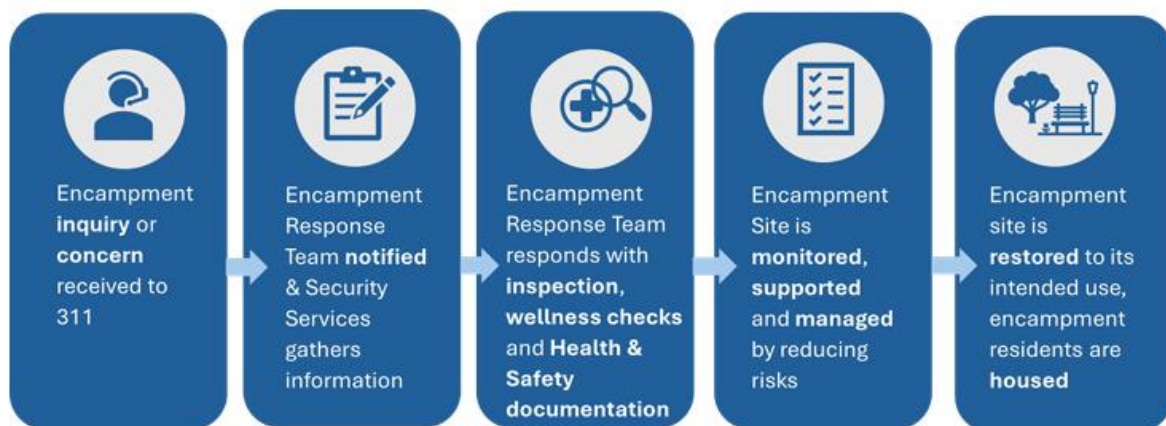 Encampment
inquiry or
concern
received to
311
Encampment
Response
Team notified
& Security
Services
gathers
information
Encampment
Response Team
responds with
inspection,
wellness checks
and Health &
Safety
documentation
Encampment
Site is
monitored,
supported
and managed
by reducing
risks
Encampment
site is
restored to its
intended use,
encampment
residents are
housed